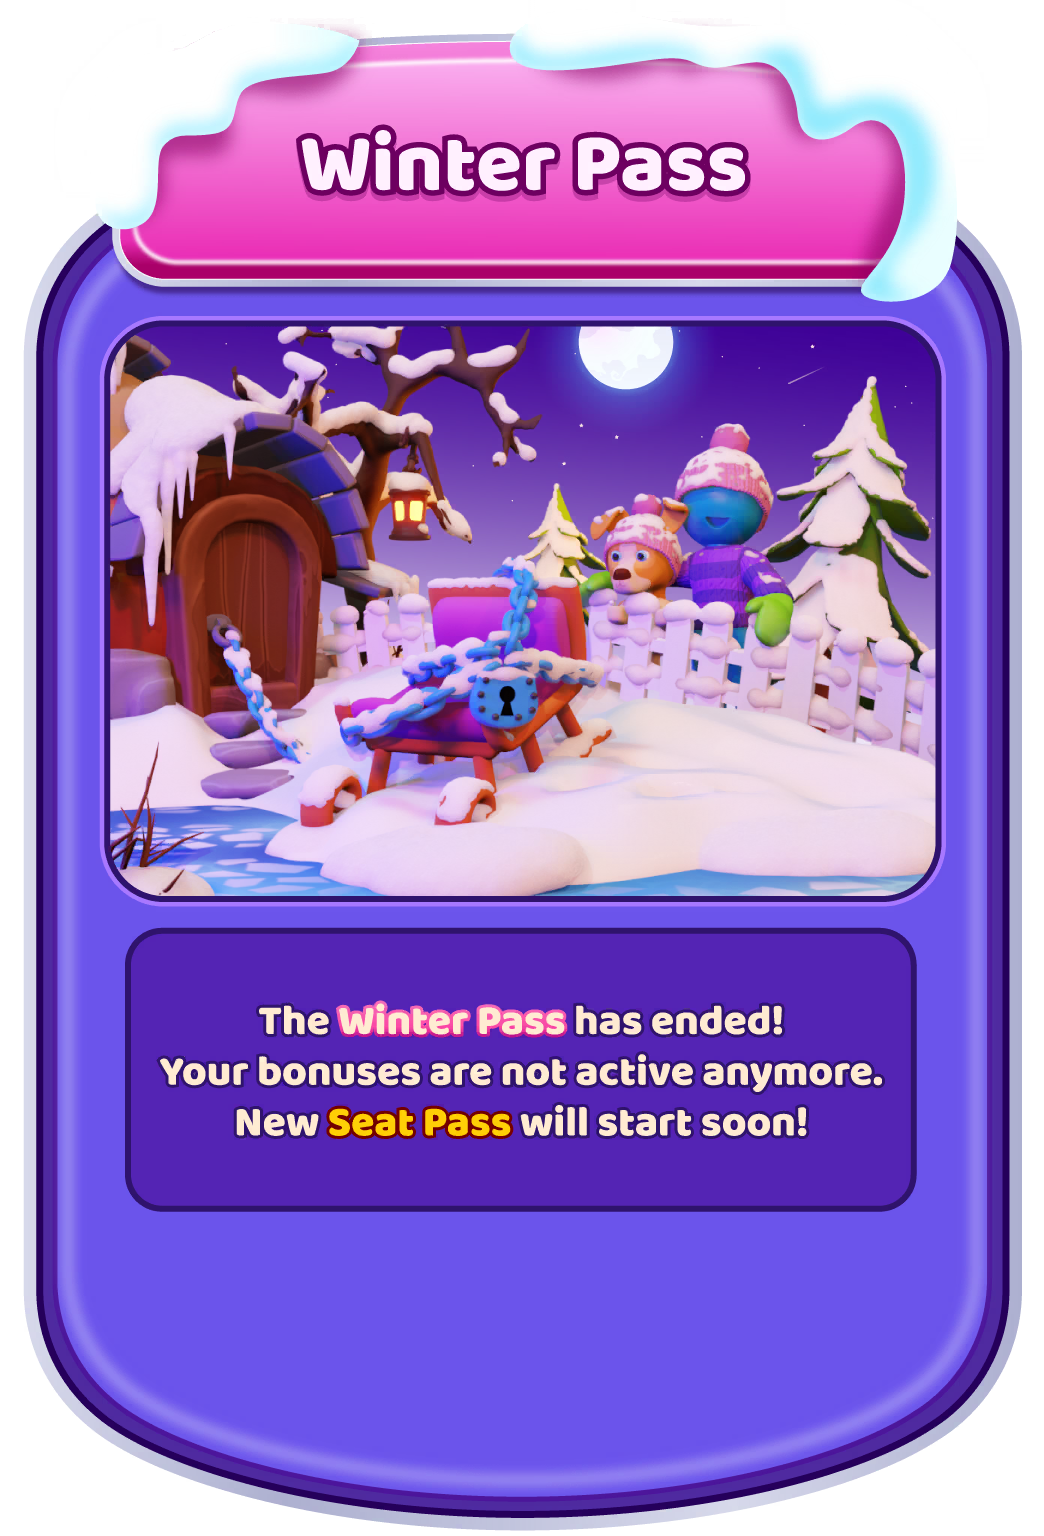 Winter Pass
The Winter Pass has ended!
Your bonuses are not active anymore.
New Seat Pass will start soon!